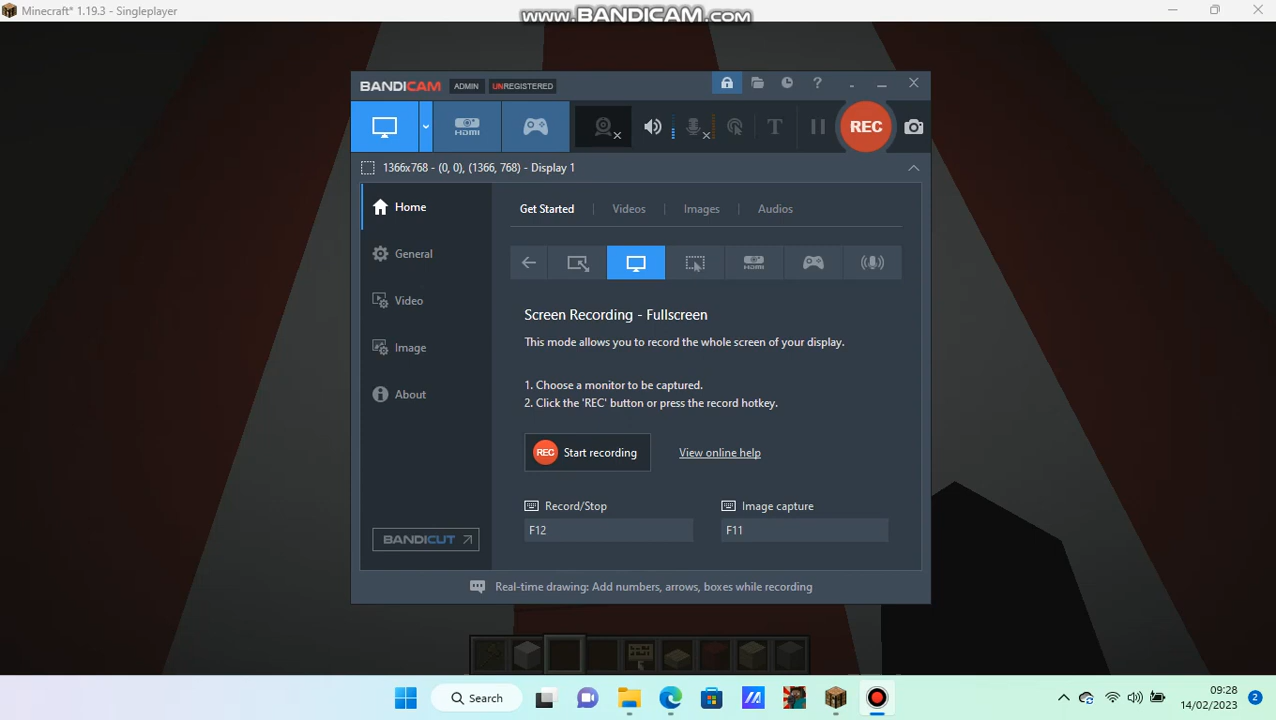 Minecraft* 1.19.3 - Singleplayer
www.BANDICAM.com
BANDICAM ADMIN UNREGISTERED
HDMI
REC
1366x768 - (0, 0), (1366, 768) - Display 1
Home
General
Video
Image
About
BANDICUT
Get Started
Videos
Images
Audios
HDMI
Screen Recording - Fullscreen
This mode allows you to record the whole screen of your display.
1. Choose a monitor to be captured.
2. Click the 'REC' button or press the record hotkey.
REC Start recording
View online help
Record/Stop
Image capture
F12
F11
Real-time drawing: Add numbers, arrows, boxes while recording
Search
09:28
14/02/2023
2